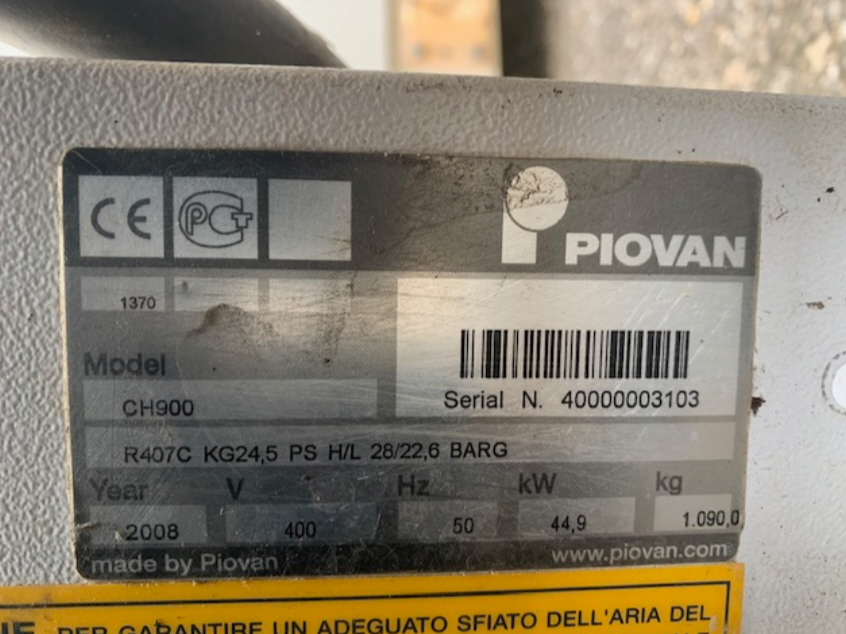 CE PCT
PIOVAN
1370
Model
CH900
Serial N. 40000003103
R407C KG24,5 PS H/L 28/22,6 BARG
Year V Hz kW kg
2008 400 50 44,9 1.090,0
made by Piovan www.piovan.com
PER GARANTIRE UN ADEGUATO SFIATO DELL'ARIA DEL